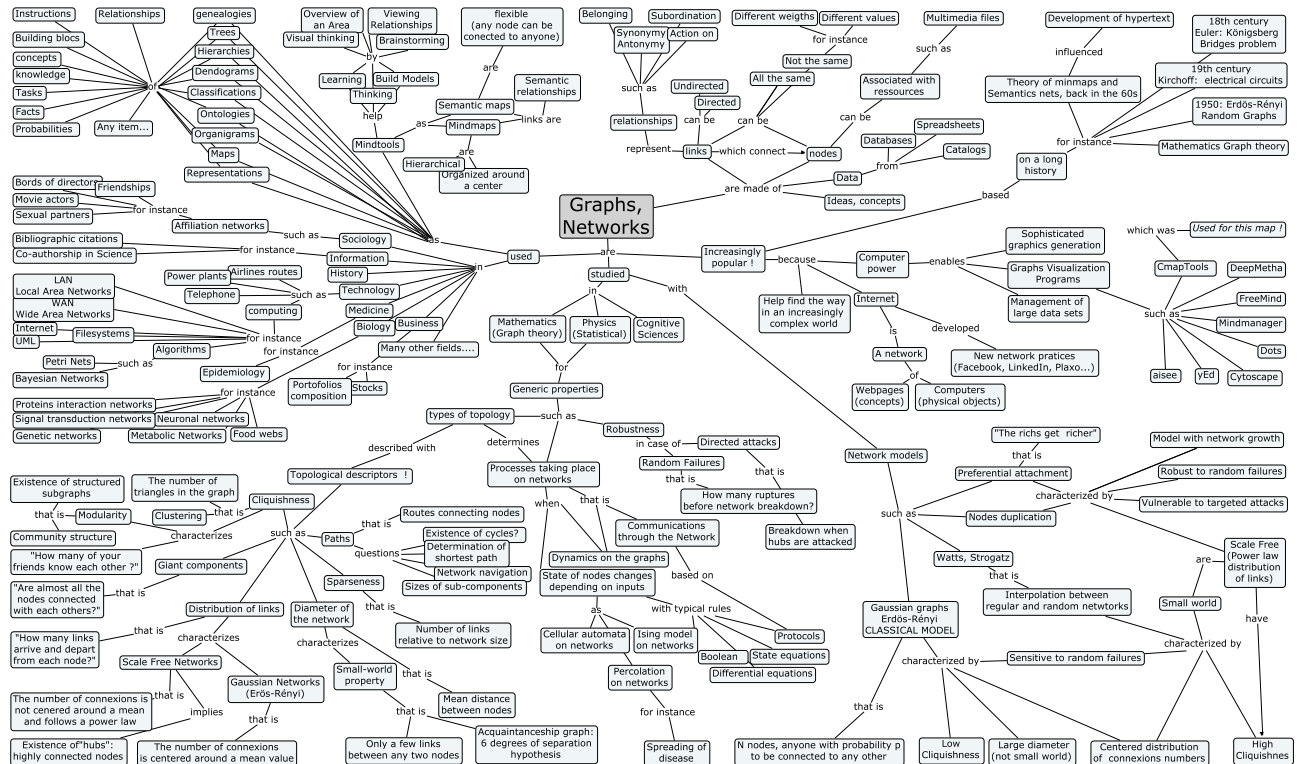 Instructions
Relationships
genealogies
Building blocs
Trees
concepts
Hierarchies
knowledge
Dendograms
of
Tasks
Classifications
Facts
Ontologies
Probabilities
Any item...
Organigrams
Maps
Representations
as
Overview of
an Area
Viewing
Relationships
Visual thinking
Brainstorming
by
Learning
Build Models
Thinking
help
Mindtools
as
flexible
(any node can be
conected to anyone)
are
Semantic maps
Semantic
relationships
links are
Mindmaps
are
Hierarchical
Organized around
a center
Belonging
Subordination
Synonymy
Antonymy
Action on
such as
relationships
represent
Undirected
Directed
can be
links
which connect
nodes
Different weigths
Different values
for instance
Not the same
All the same
can be
Multimedia files
such as
Associated with
ressources
can be
Databases
Spreadsheets
Catalogs
from
Data
Ideas, concepts
are made of
Development of hypertext
influenced
Theory of minmaps and
Semantics nets, back in the 60s
18th century
Euler: Königsberg
Bridges problem
19th century
Kirchoff: electrical circuits
1950: Erdös-Rényi
Random Graphs
Mathematics Graph theory
for instance
on a long
history
based
Graphs,
Networks
are
used
studied
Increasingly
popular !
Bords of directors
Friendships
Movie actors
Sexual partners
for instance
Affiliation networks
such as
Sociology
Bibliographic citations
Co-authorship in Science
for instance
Information
in
History
LAN
Local Area Networks
WAN
Wide Area Networks
Internet
UML
Filesystems
Power plants
Airlines routes
Telephone
such as
Technology
computing
for instance
Algorithms
Petri Nets
Bayesian Networks
such as
Medicine
for instance
Epidemiology
Biology
Business
Many other fields....
for instance
Portofolios
composition
Stocks
for instance
Proteins interaction networks
Signal transduction networks
Genetic networks
Neuronal networks
Metabolic Networks
Food webs
in
with
Mathematics
(Graph theory)
Physics
(Statistical)
Cognitive
Sciences
for
Generic properties
such as
types of topology
described with
determines
Robustness
in case of
Directed attacks
Random Failures
that is
that is
How many ruptures
before network breakdown?
Breakdown when
hubs are attacked
Processes taking place
on networks
when
that is
Communications
through the Network
Dynamics on the graphs
State of nodes changes
depending on inputs
based on
as
with typical rules
Protocols
Cellular automata
on networks
Ising model
on networks
Boolean
State equations
Differential equations
Percolation
on networks
for instance
Spreading of
disease
because
Help find the way
in an increasingly
complex world
Computer
power
enables
Sophisticated
graphics generation
Graphs Visualization
Programs
Management of
large data sets
Internet
is
developed
A network
of
Webpages
(concepts)
Computers
(physical objects)
New network pratices
(Facebook, LinkedIn, Plaxo...)
which was
Used for this map !
CmapTools
DeepMetha
FreeMind
such as
Mindmanager
Dots
aisee
yEd
Cytoscape
Topological descriptors !
such as
Existence of structured
subgraphs
The number of
triangles in the graph
Cliquishness
that is
Modularity
Clustering
that is
Community structure
characterizes
"How many of your
friends know each other ?"
Giant components
"Are almost all the
nodes connected
with each others?"
that is
Distribution of links
"How many links
arrive and depart
from each node?"
that is
characterizes
Scale Free Networks
Gaussian Networks
(Erös-Rényi)
The number of connexions is
not cenered around a mean
and follows a power law
that is
implies
that is
Existence of"hubs":
highly connected nodes
The number of connexions
is centered around a mean value
Paths
that is
Routes connecting nodes
questions
Existence of cycles?
Determination of
shortest path
Network navigation
Sizes of sub-components
Sparseness
that is
Number of links
relative to network size
Diameter of
the network
characterizes
Small-world
property
that is
Mean distance
between nodes
that is
Only a few links
between any two nodes
Acquaintanceship graph:
6 degrees of separation
hypothesis
Network models
such as
"The richs get richer"
that is
Preferential attachment
Nodes duplication
characterized by
Model with network growth
Robust to random failures
Vulnerable to targeted attacks
Watts, Strogatz
that is
Interpolation between
regular and random netwtorks
Scale Free
(Power law
distribution
of links)
are
Small world
have
Gaussian graphs
Erdös-Rényi
CLASSICAL MODEL
characterized by
Sensitive to random failures
characterized by
that is
N nodes, anyone with probability p
to be connected to any other
Low
Cliquishness
Large diameter
(not small world)
Centered distribution
of connexions numbers
High
Cliquishnes